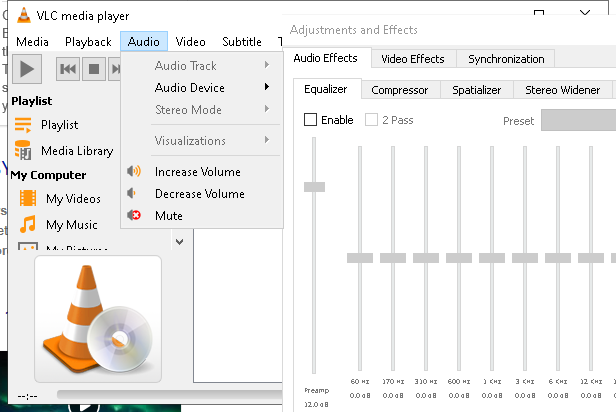 VLC media player
Media Playback Audio Video Subtitle
Audio Track
Audio Device
Stereo Mode
Visualizations
Increase Volume
Decrease Volume
Mute
Playlist
Playlist
Media Library
My Computer
My Videos
My Music
My Pictures
--:--
Adjustments and Effects
Audio Effects Video Effects Synchronization
Equalizer Compressor Spatializer Stereo Widener
Enable 2 Pass Preset
60 Hz 170 Hz 310 Hz 600 Hz 1 KHz 3 KHz 6 KHz 12 KHz
Preamp 0.0 dB 0.0 dB 0.0 dB 0.0 dB 0.0 dB 0.0 dB 0.0 dB 0.0 dB
12.0 dB